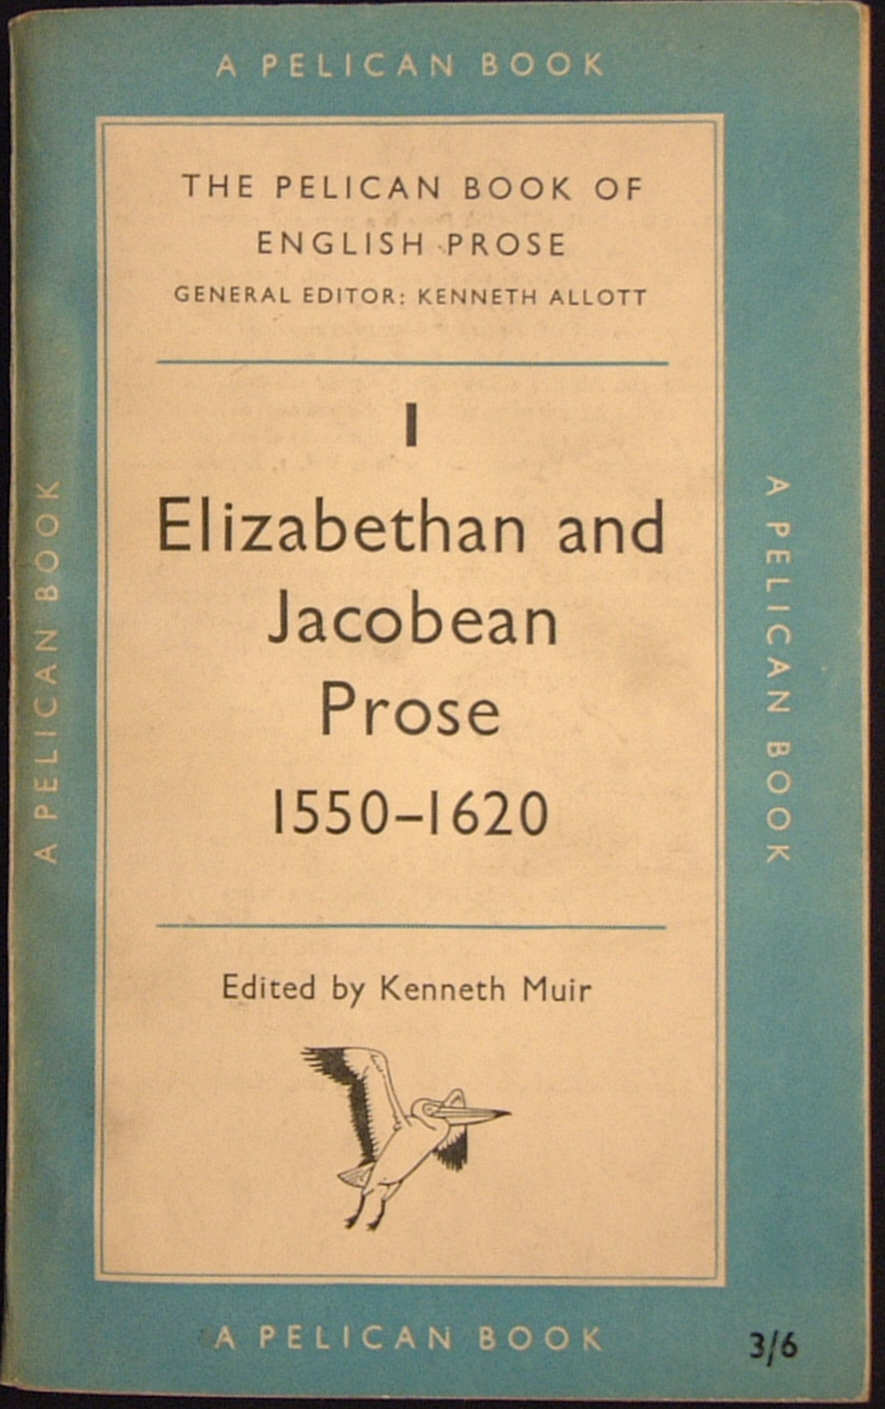 A PELICAN BOOK
THE PELICAN BOOK OF
ENGLISH PROSE
GENERAL EDITOR: KENNETH ALLOTT
I
Elizabethan and
Jacobean
Prose
1550–1620
Edited by Kenneth Muir
A PELICAN BOOK
A PELICAN BOOK
A PELICAN BOOK
3/6